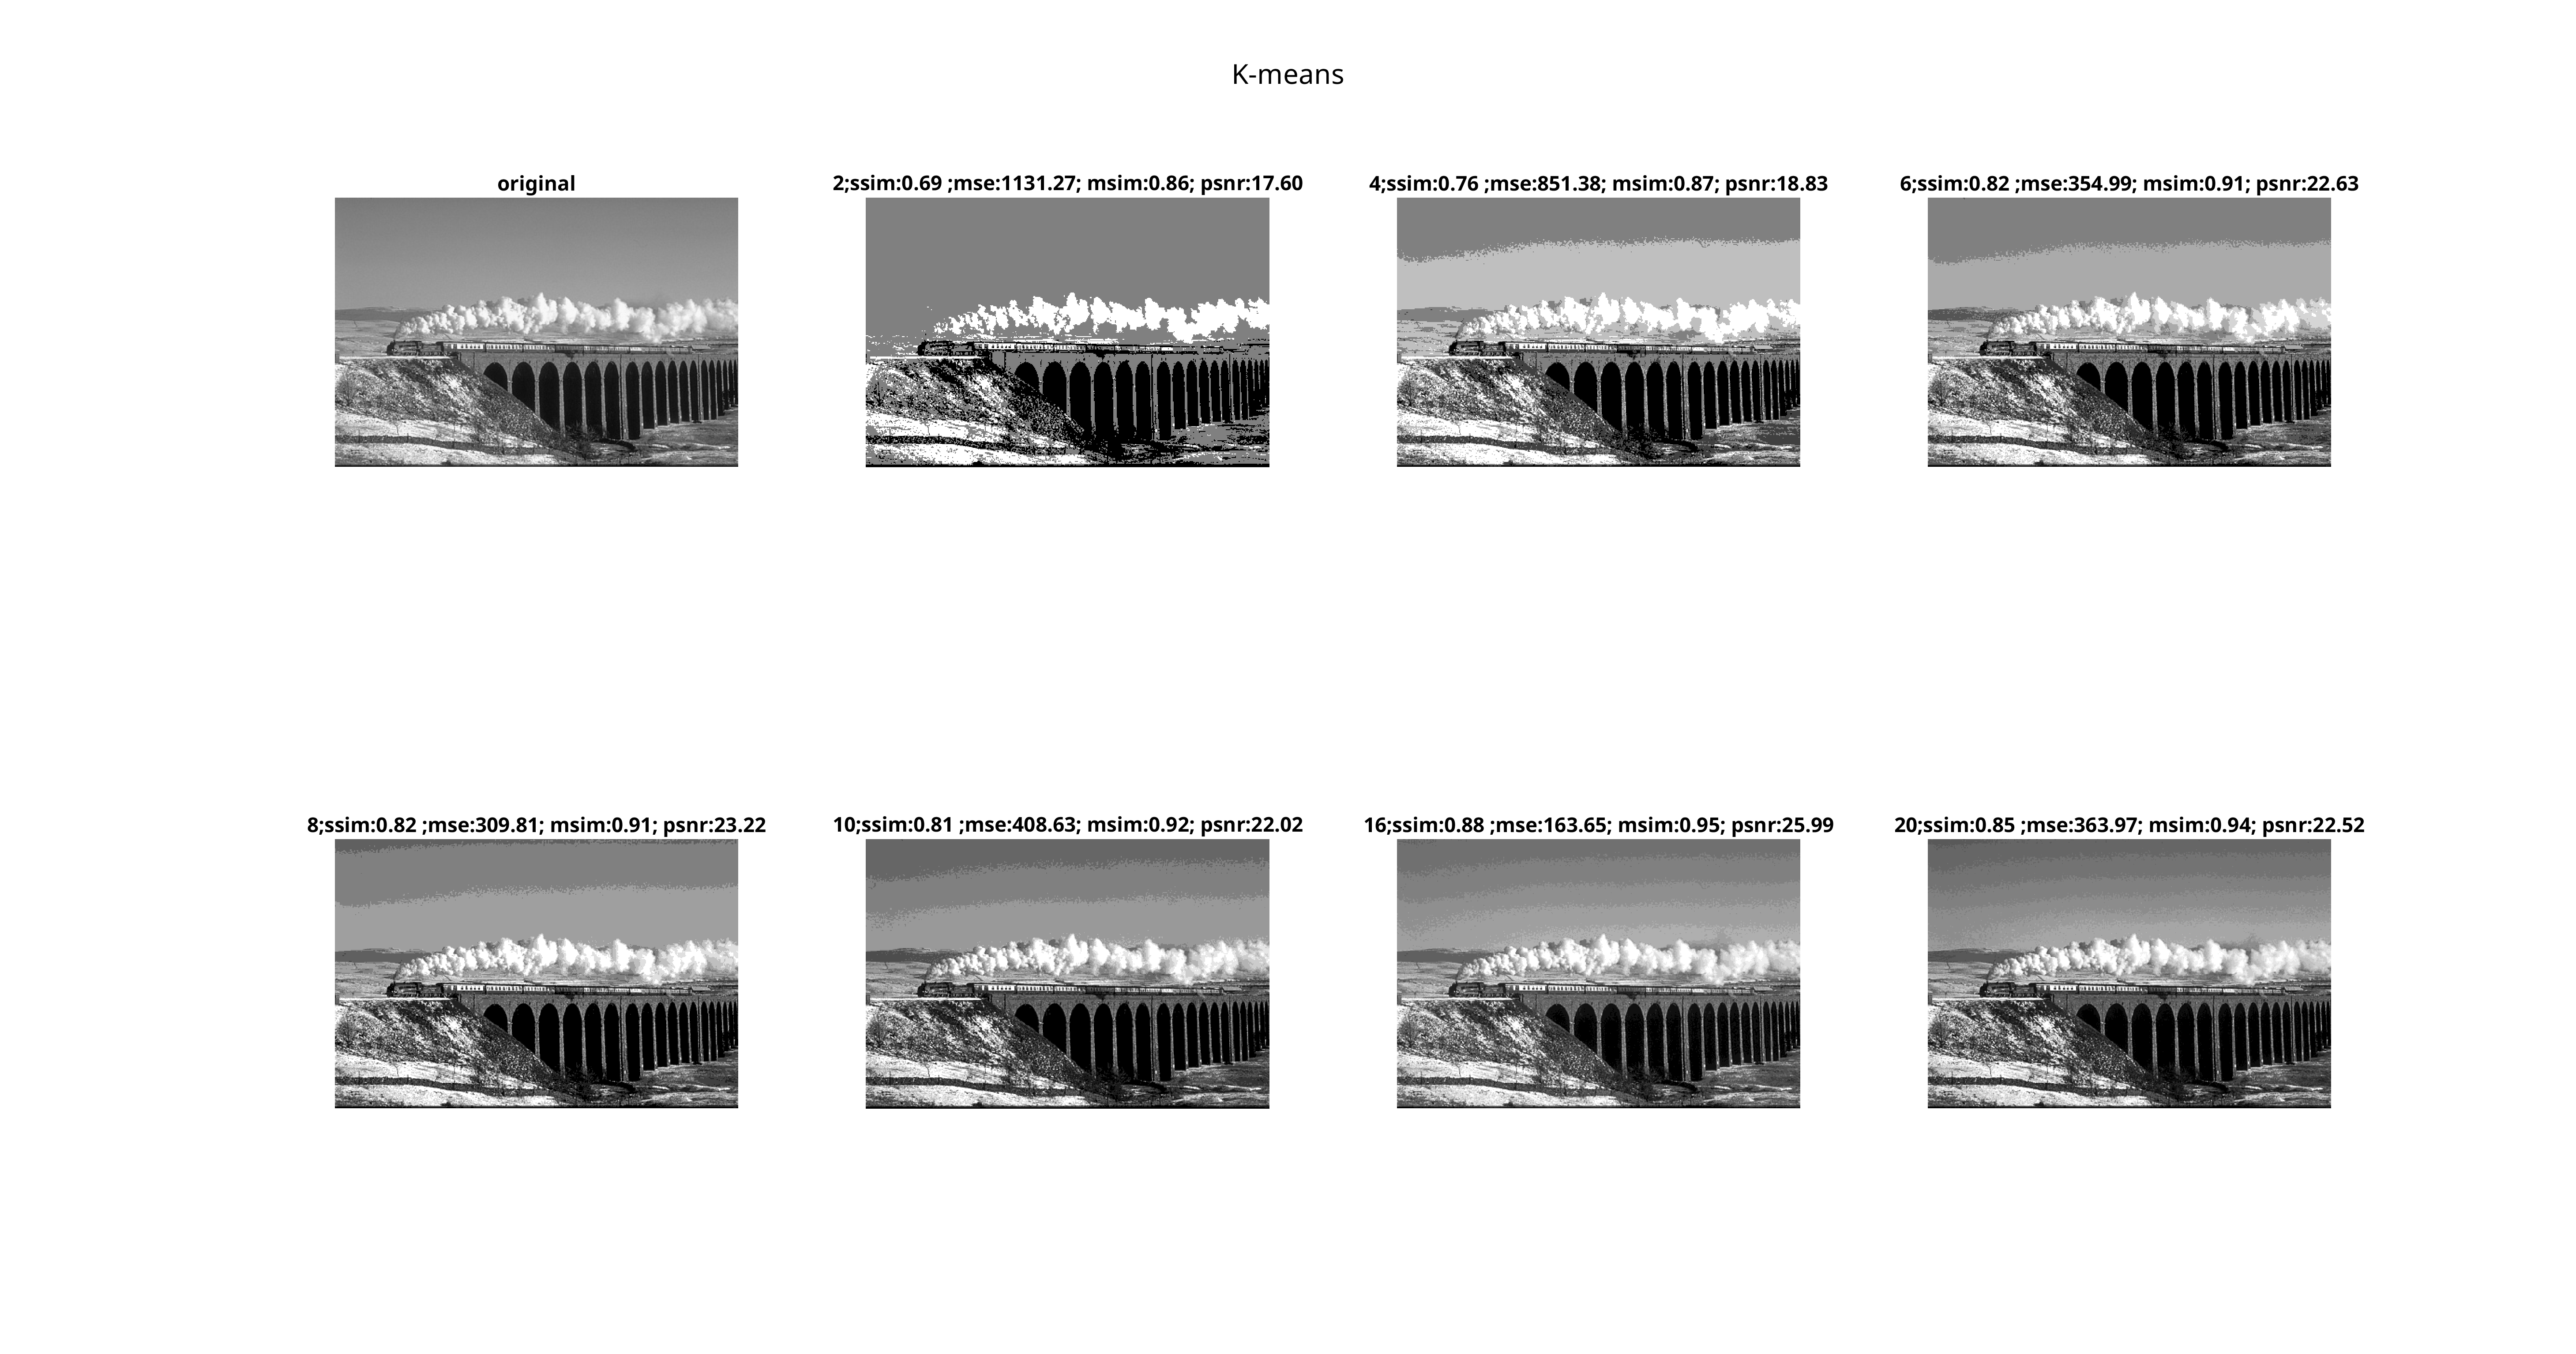 K-means
original
2;ssim:0.69 ;mse:1131.27; msim:0.86; psnr:17.60
4;ssim:0.76 ;mse:851.38; msim:0.87; psnr:18.83
6;ssim:0.82 ;mse:354.99; msim:0.91; psnr:22.63
8;ssim:0.82 ;mse:309.81; msim:0.91; psnr:23.22
10;ssim:0.81 ;mse:408.63; msim:0.92; psnr:22.02
16;ssim:0.88 ;mse:163.65; msim:0.95; psnr:25.99
20;ssim:0.85 ;mse:363.97; msim:0.94; psnr:22.52